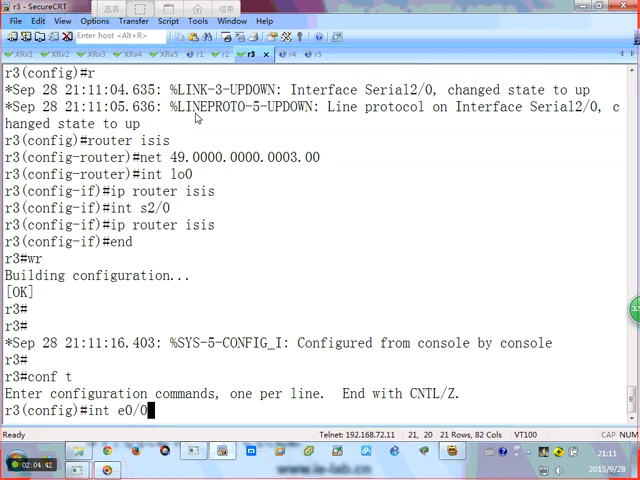 r3 - SecureCRT
File Edit View Options Transfer Script Tools Window Help
Enter host <Alt+R>
XRv1 XRv2 XRv3 XRv4 XRv5 r1 r2 r3 r4 r5
r3(config)#r
*Sep 28 21:11:04.635: %LINK-3-UPDOWN: Interface Serial2/0, changed state to up
*Sep 28 21:11:05.636: %LINEPROTO-5-UPDOWN: Line protocol on Interface Serial2/0, c
hanged state to up
r3(config)#router isis
r3(config-router)#net 49.0000.0000.0003.00
r3(config-router)#int lo0
r3(config-if)#ip router isis
r3(config-if)#int s2/0
r3(config-if)#ip router isis
r3(config-if)#end
r3#wr
Building configuration...
[OK]
r3#
r3#
*Sep 28 21:11:16.403: %SYS-5-CONFIG_I: Configured from console by console
r3#
r3#conf t
Enter configuration commands, one per line.  End with CNTL/Z.
r3(config)#int e0/0
Ready Telnet: 192.168.72.11 21, 20 21 Rows, 82 Cols VT100 CAP NUM
02:04:42
21:11
2015/9/28
www.ie-lab.cn